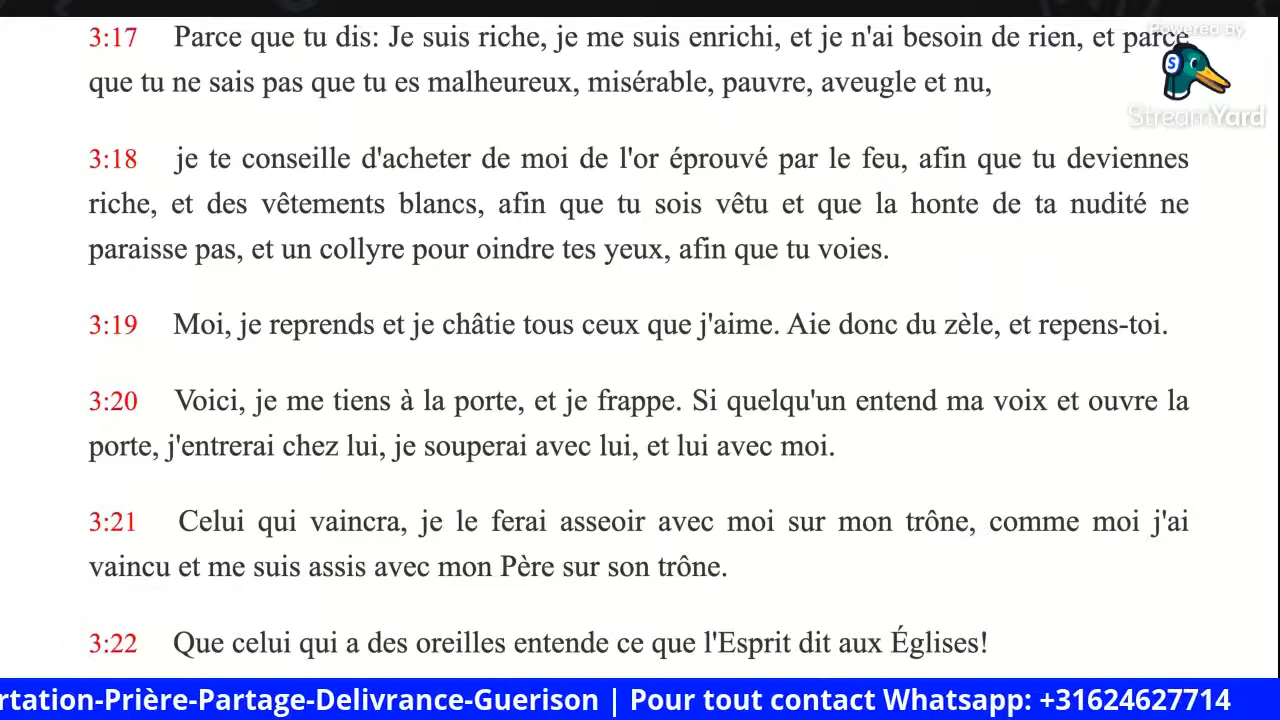 Powered by
StreamYard
3:17 Parce que tu dis: Je suis riche, je me suis enrichi, et je n'ai besoin de rien, et parce
que tu ne sais pas que tu es malheureux, misérable, pauvre, aveugle et nu,
3:18 je te conseille d'acheter de moi de l'or éprouvé par le feu, afin que tu deviennes
riche, et des vêtements blancs, afin que tu sois vêtu et que la honte de ta nudité ne
paraisse pas, et un collyre pour oindre tes yeux, afin que tu voies.
3:19 Moi, je reprends et je châtie tous ceux que j'aime. Aie donc du zèle, et repens-toi.
3:20 Voici, je me tiens à la porte, et je frappe. Si quelqu'un entend ma voix et ouvre la
porte, j'entrerai chez lui, je souperai avec lui, et lui avec moi.
3:21 Celui qui vaincra, je le ferai asseoir avec moi sur mon trône, comme moi j'ai
vaincu et me suis assis avec mon Père sur son trône.
3:22 Que celui qui a des oreilles entende ce que l'Esprit dit aux Églises!
rtation-Prière-Partage-Delivrance-Guerison | Pour tout contact Whatsapp: +31624627714